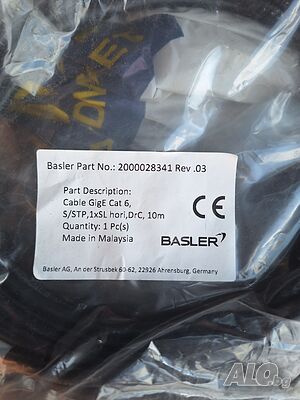 Basler Part No.: 2000028341 Rev .03
Part Description:
Cable GigE Cat 6,
S/STP,1xSL hori,DrC, 10m
Quantity: 1 Pc(s)
Made in Malaysia
CE
BASLER
Basler AG, An der Strusbek 60-62, 22926 Ahrensburg, Germany
ALO.bg